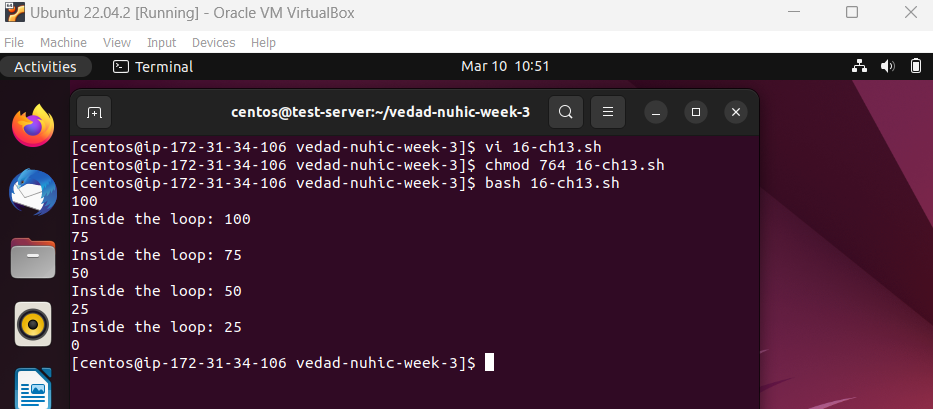 Ubuntu 22.04.2 [Running] - Oracle VM VirtualBox
File Machine View Input Devices Help
Activities Terminal Mar 10 10:51
centos@test-server:~/vedad-nuhic-week-3
[centos@ip-172-31-34-106 vedad-nuhic-week-3]$ vi 16-ch13.sh
[centos@ip-172-31-34-106 vedad-nuhic-week-3]$ chmod 764 16-ch13.sh
[centos@ip-172-31-34-106 vedad-nuhic-week-3]$ bash 16-ch13.sh
100
Inside the loop: 100
75
Inside the loop: 75
50
Inside the loop: 50
25
Inside the loop: 25
0
[centos@ip-172-31-34-106 vedad-nuhic-week-3]$